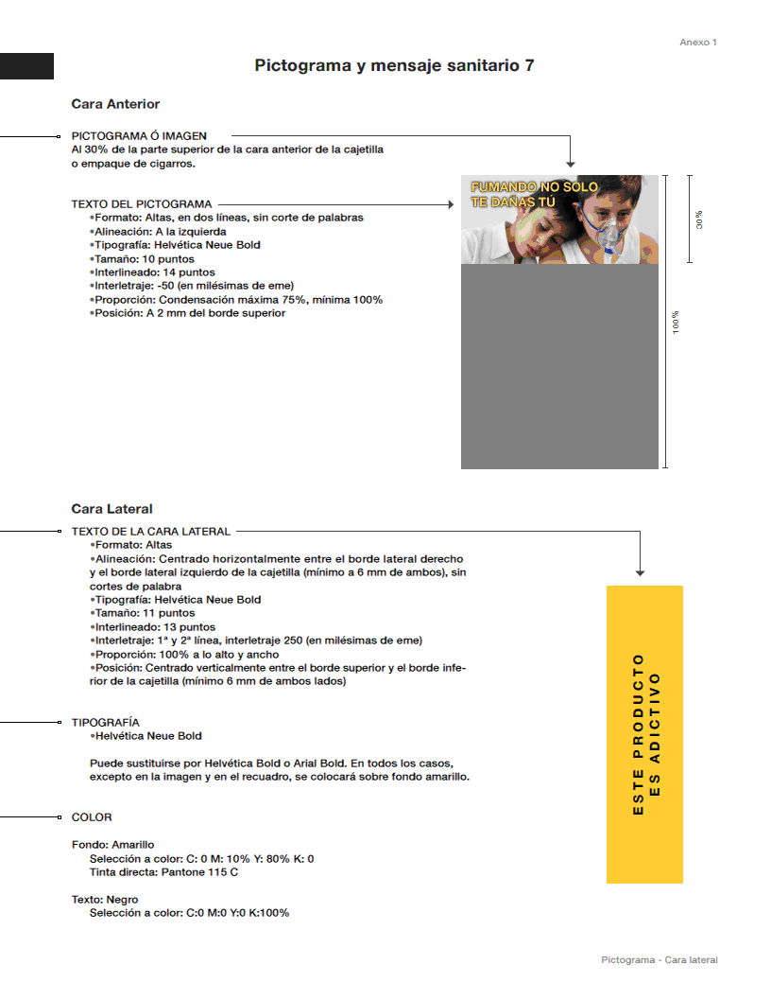 Anexo 1
Pictograma y mensaje sanitario 7
Cara Anterior
PICTOGRAMA Ó IMAGEN
Al 30% de la parte superior de la cara anterior de la cajetilla
o empaque de cigarros.
TEXTO DEL PICTOGRAMA
•Formato: Altas, en dos líneas, sin corte de palabras
•Alineación: A la izquierda
•Tipografía: Helvética Neue Bold
•Tamaño: 10 puntos
•Interlineado: 14 puntos
•Interletraje: -50 (en milésimas de eme)
•Proporción: Condensación máxima 75%, mínima 100%
•Posición: A 2 mm del borde superior
FUMANDO NO SOLO
TE DAÑAS TÚ
30%
100%
Cara Lateral
TEXTO DE LA CARA LATERAL
•Formato: Altas
•Alineación: Centrado horizontalmente entre el borde lateral derecho
y el borde lateral izquierdo de la cajetilla (mínimo a 6 mm de ambos), sin
cortes de palabra
•Tipografía: Helvética Neue Bold
•Tamaño: 11 puntos
•Interlineado: 13 puntos
•Interletraje: 1ª y 2ª línea, interletraje 250 (en milésimas de eme)
•Proporción: 100% a lo alto y ancho
•Posición: Centrado verticalmente entre el borde superior y el borde infe-
rior de la cajetilla (mínimo 6 mm de ambos lados)
TIPOGRAFÍA
•Helvética Neue Bold
Puede sustituirse por Helvética Bold o Arial Bold. En todos los casos,
excepto en la imagen y en el recuadro, se colocará sobre fondo amarillo.
COLOR
Fondo: Amarillo
Selección a color: C: 0 M: 10% Y: 80% K: 0
Tinta directa: Pantone 115 C
Texto: Negro
Selección a color: C:0 M:0 Y:0 K:100%
ESTE PRODUCTO
ES ADICTIVO
Pictograma - Cara lateral